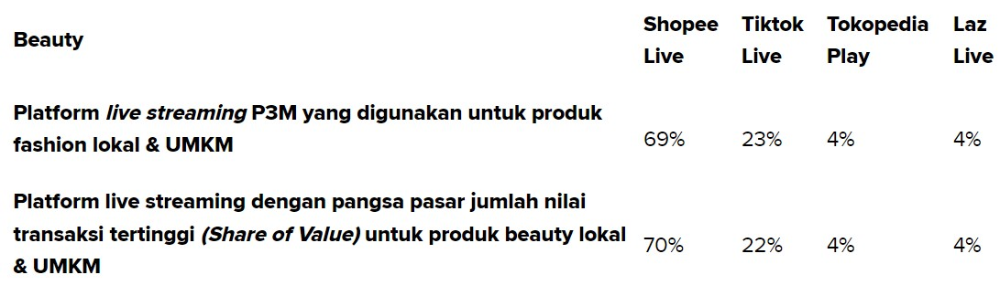 Beauty
Shopee Live
Tiktok Live
Tokopedia Play
Laz Live
Platform live streaming P3M yang digunakan untuk produk
fashion lokal & UMKM
69% 23% 4% 4%
Platform live streaming dengan pangsa pasar jumlah nilai
transaksi tertinggi (Share of Value) untuk produk beauty lokal
& UMKM
70% 22% 4% 4%